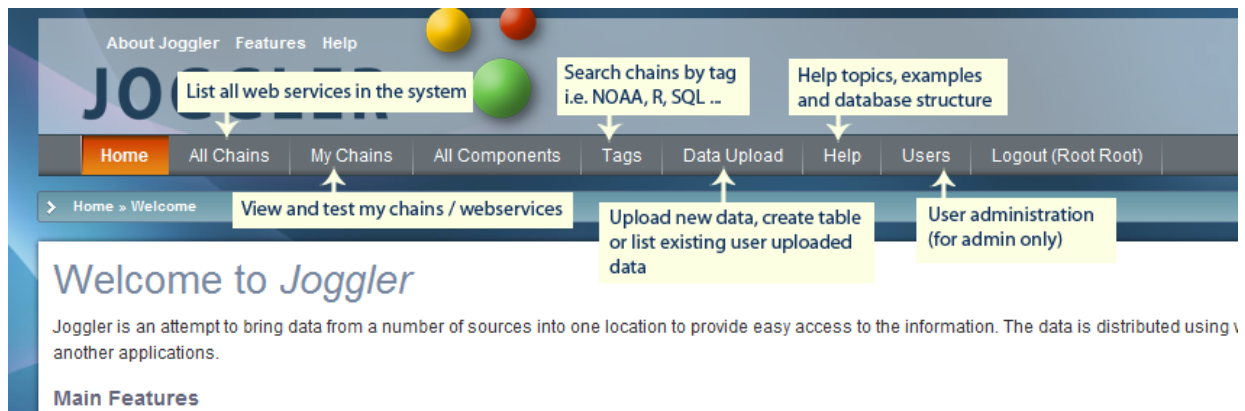 About Joggler Features Help
JOGGLER
List all web services in the system
Search chains by tag
i.e. NOAA, R, SQL ...
Help topics, examples
and database structure
Home All Chains My Chains All Components Tags Data Upload Help Users Logout (Root Root)
Home » Welcome
View and test my chains / webservices
Upload new data, create table
or list existing user uploaded
data
User administration
(for admin only)
Welcome to Joggler
Joggler is an attempt to bring data from a number of sources into one location to provide easy access to the information. The data is distributed using
another applications.
Main Features